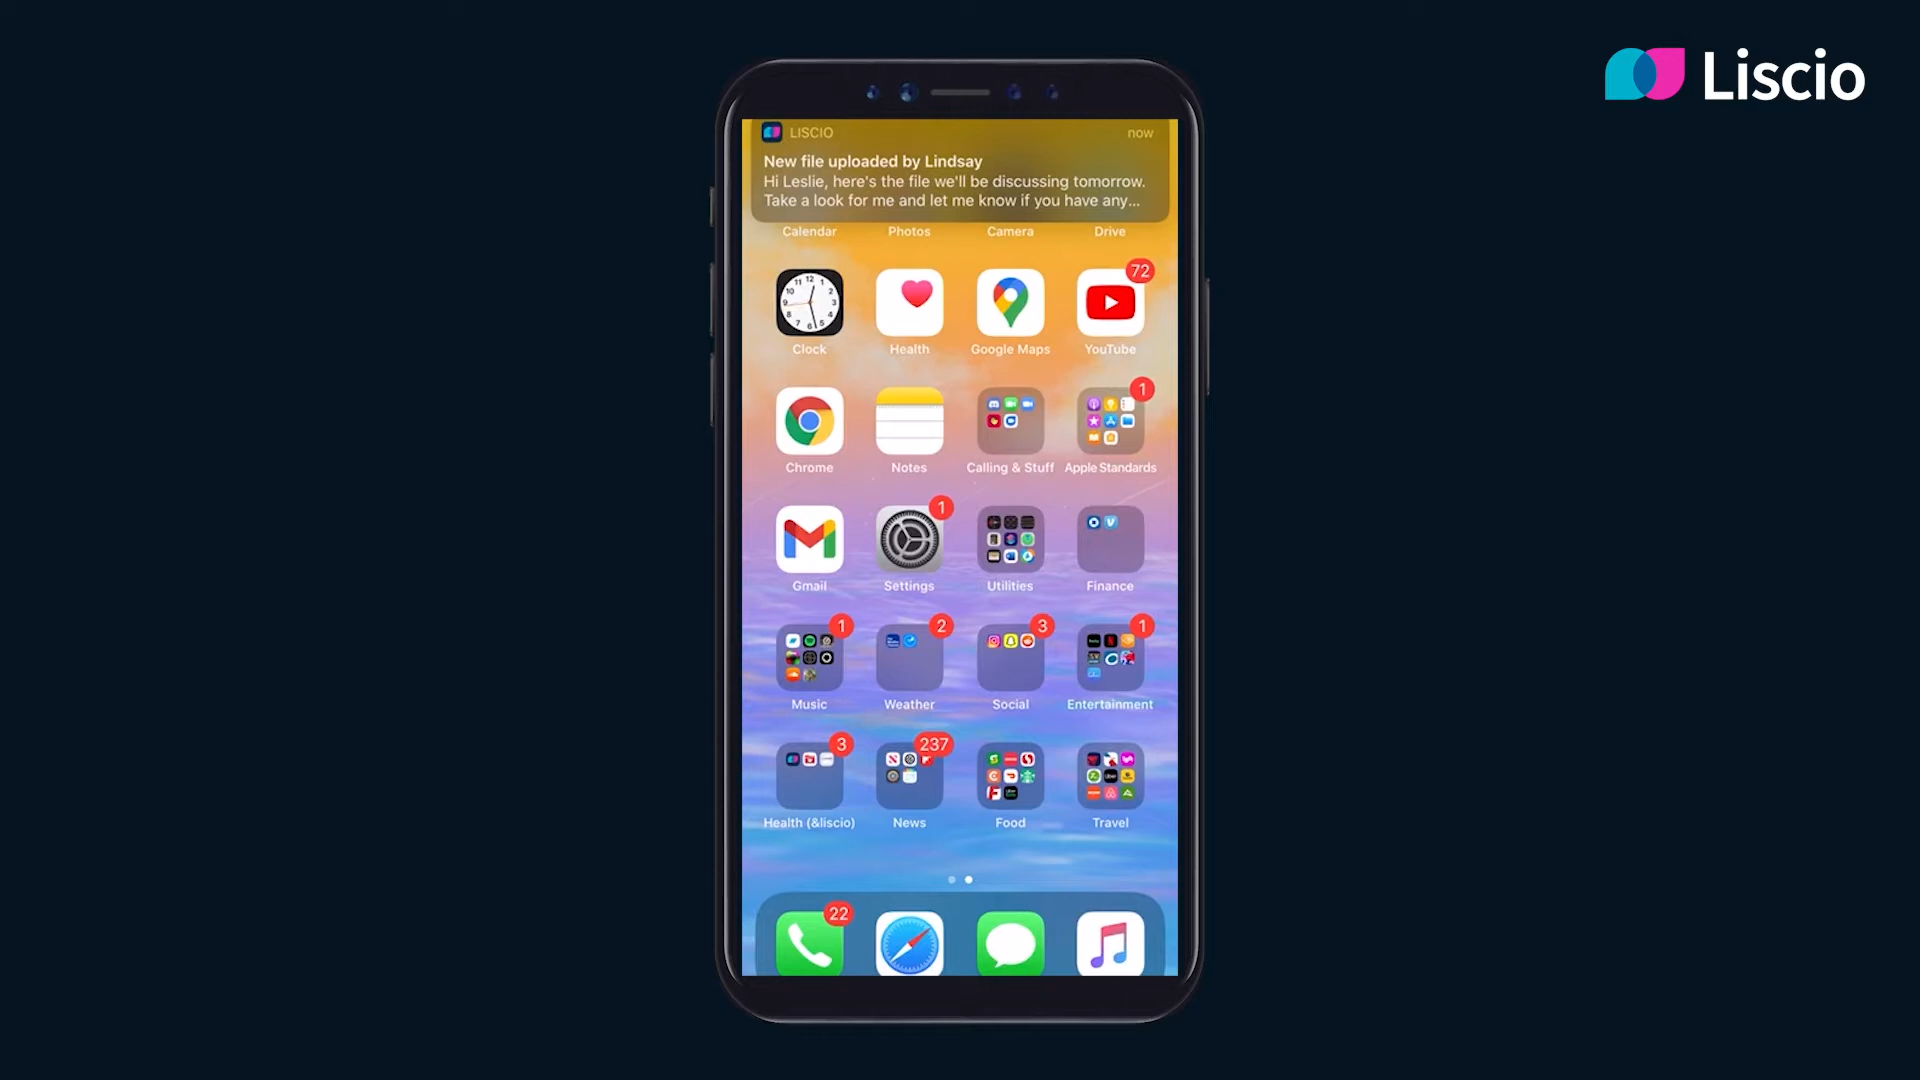 Liscio
LISCIO now
New file uploaded by Lindsay
Hi Leslie, here's the file we'll be discussing tomorrow.
Take a look for me and let me know if you have any...
Calendar Photos Camera Drive
72
Clock Health Google Maps YouTube
1
Chrome Notes Calling & Stuff Apple Standards
1
Gmail Settings Utilities Finance
1 2 3 1
Music Weather Social Entertainment
3 237
Health (&liscio) News Food Travel
22